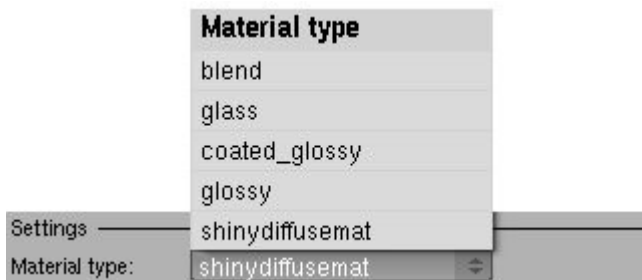 Material type
blend
glass
coated_glossy
glossy
shinydiffusemat
Settings
Material type: shinydiffusemat